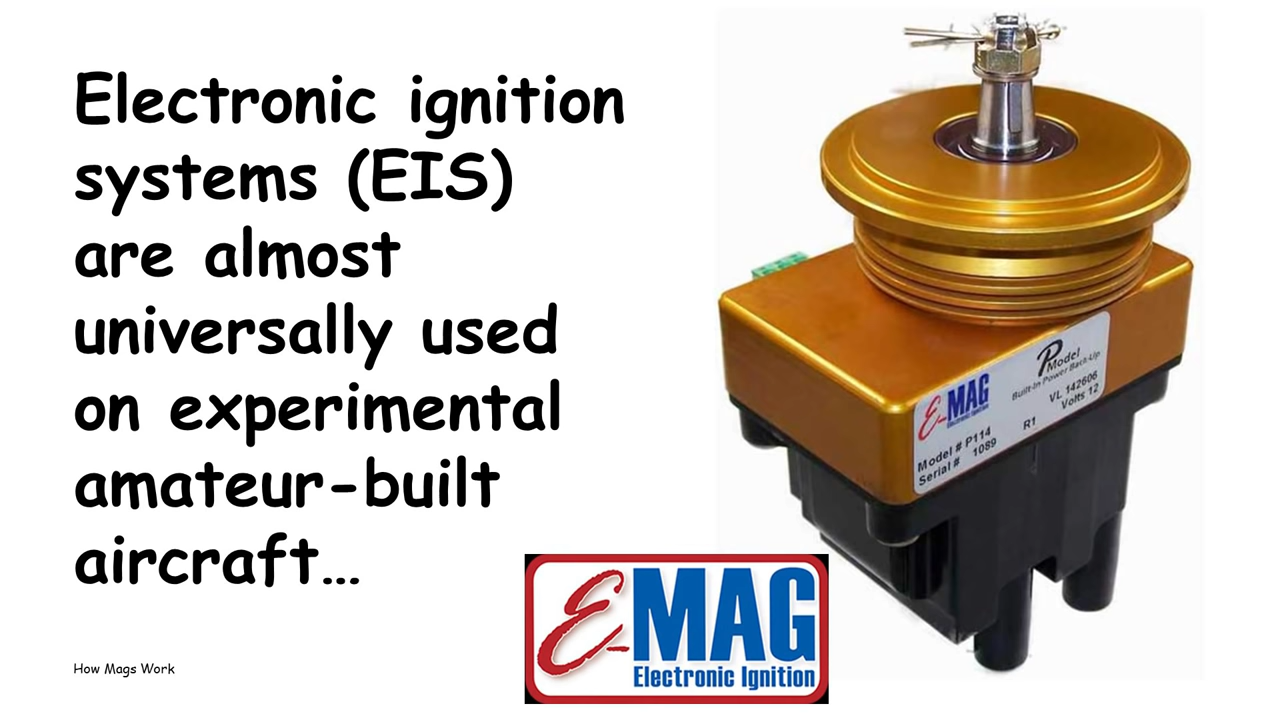 Electronic ignition
systems (EIS)
are almost
universally used
on experimental
amateur-built
aircraft...
How Mags Work
E-MAG
Electronic Ignition
E-MAG
Electronic Ignition
P Model
Built-In Power Back-Up
VL 142606
Volts 12
R1
Model # P114
Serial # 1089